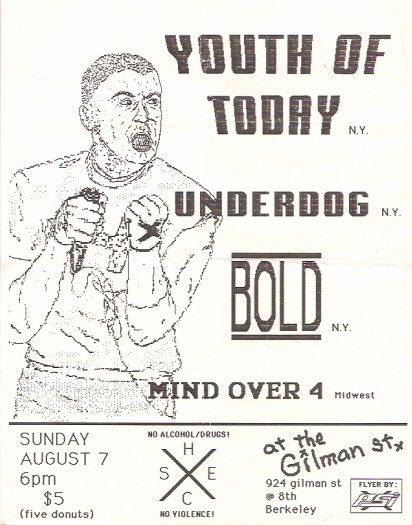 YOUTH OF
TODAY N.Y.
UNDERDOG N.Y.
BOLD N.Y.
MIND OVER 4 Midwest
SUNDAY
AUGUST 7
6pm
$5
(five donuts)
NO ALCOHOL/DRUGS!
H
S X E
C
NO VIOLENCE!
at the
Gilman St.
924 gilman st
@ 8th
Berkeley
FLYER BY: